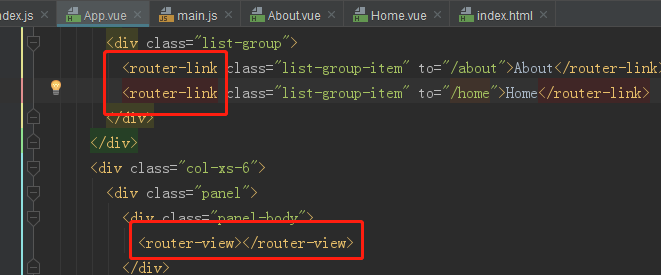 ndex.js × App.vue × main.js × About.vue × Home.vue × index.html ×
<div class="list-group">
<router-link class="list-group-item" to="/about">About</router-link>
<router-link class="list-group-item" to="/home">Home</router-link>
</div>
</div>
<div class="col-xs-6">
<div class="panel">
<div class="panel-body">
<router-view></router-view>
</div>